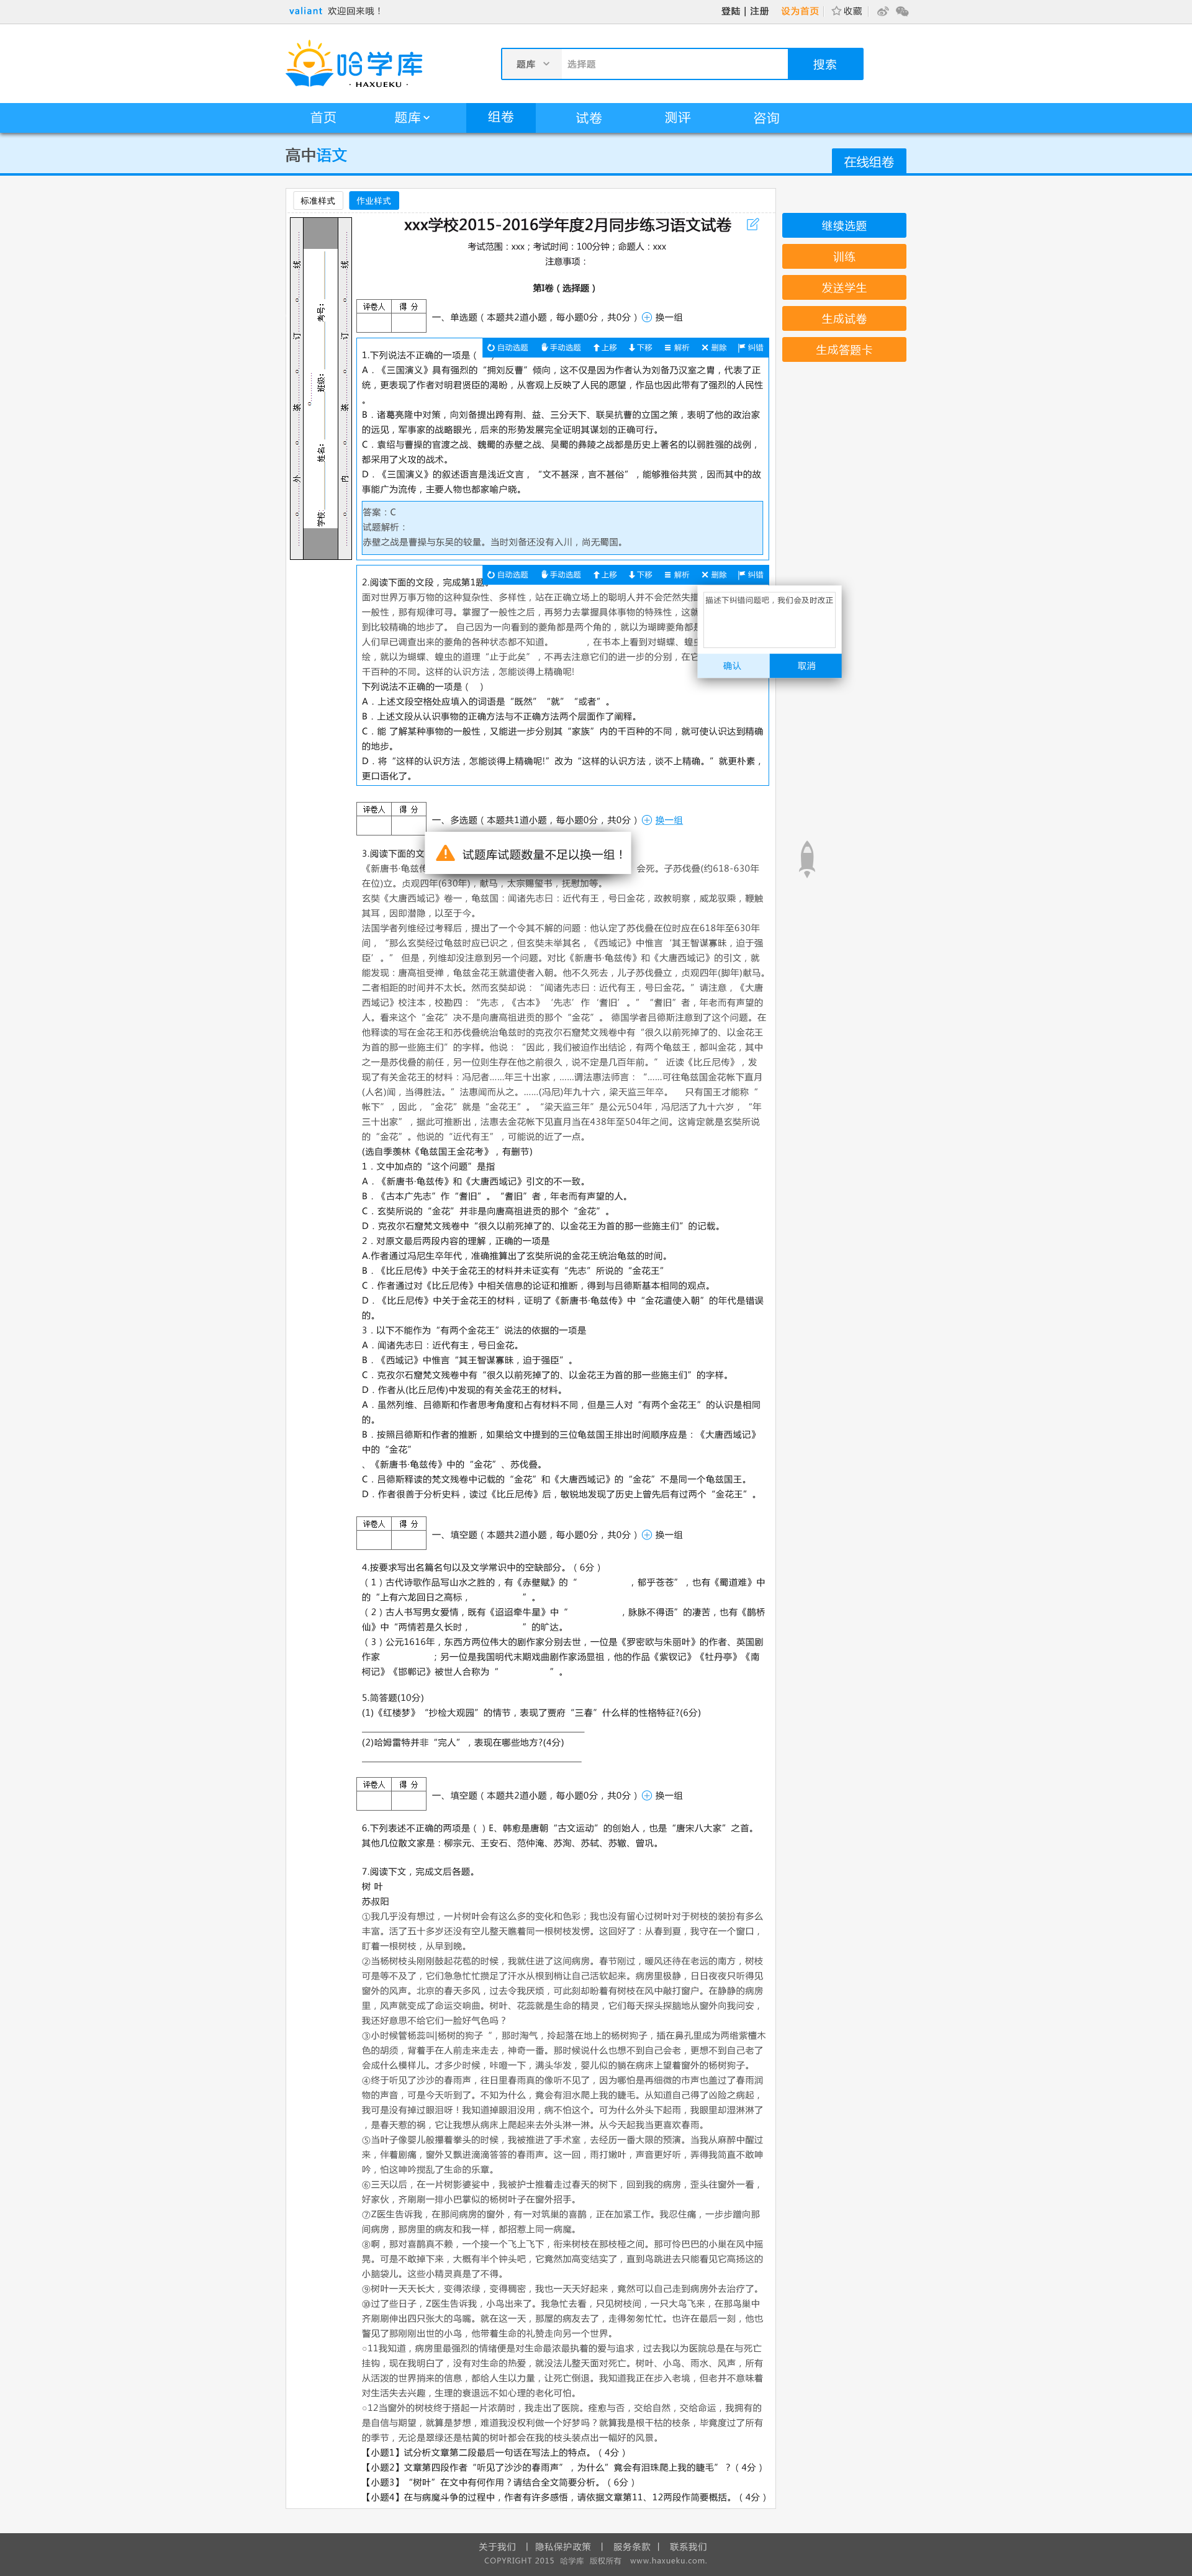 valiant 欢迎回来哦！
登陆 | 注册 设为首页 收藏
哈学库
· HAXUEKU ·
题库 选择题 搜索
首页 题库 组卷 试卷 测评 咨询
高中语文 在线组卷
标准样式 作业样式
xxx学校2015-2016学年度2月同步练习语文试卷
考试范围：xxx；考试时间：100分钟；命题人：xxx
注意事项：
第I卷（选择题）
继续选题
训练
发送学生
生成试卷
生成答题卡
学校: 姓名: 班级: 考号:
外 装 订 线
内 装 订 线
评卷人 得 分
一、单选题（本题共2道小题，每小题0分，共0分） 换一组
自动选题 手动选题 上移 下移 解析 删除 纠错
1.下列说法不正确的一项是（
A．《三国演义》具有强烈的“拥刘反曹”倾向，这不仅是因为作者认为刘备乃汉室之胄，代表了正
统，更表现了作者对明君贤臣的渴盼，从客观上反映了人民的愿望，作品也因此带有了强烈的人民性
。
B．诸葛亮隆中对策，向刘备提出跨有荆、益、三分天下、联吴抗曹的立国之策，表明了他的政治家
的远见，军事家的战略眼光，后来的形势发展完全证明其谋划的正确可行。
C．袁绍与曹操的官渡之战、魏蜀的赤壁之战、吴蜀的彝陵之战都是历史上著名的以弱胜强的战例，
都采用了火攻的战术。
D．《三国演义》的叙述语言是浅近文言，“文不甚深，言不甚俗”，能够雅俗共赏，因而其中的故
事能广为流传，主要人物也都家喻户晓。
答案：C
试题解析：
赤壁之战是曹操与东吴的较量。当时刘备还没有入川，尚无蜀国。
自动选题 手动选题 上移 下移 解析 删除 纠错
2.阅读下面的文段，完成第1题。
面对世界万事万物的这种复杂性、多样性，站在正确立场上的聪明人并不会茫然失措
一般性，那有规律可寻。掌握了一般性之后，再努力去掌握具体事物的特殊性，这就
到比较精确的地步了。 自己因为一向看到的菱角都是两个角的，就以为瑚睥菱角都是
人们早已调查出来的菱角的各种状态都不知道。 ，在书本上看到对蝴蝶、蝗虫
绘，就以为蝴蝶、蝗虫的道理“止于此矣”，不再去注意它们的进一步的分别，在它
千百种的不同。这样的认识方法，怎能谈得上精确呢!
下列说法不正确的一项是（ ）
A．上述文段空格处应填入的词语是“既然”“就”“或者”。
B．上述文段从认识事物的正确方法与不正确方法两个层面作了阐释。
C．能 了解某种事物的一般性，又能进一步分别其“家族”内的千百种的不同，就可使认识达到精确
的地步。
D．将“这样的认识方法，怎能谈得上精确呢!”改为“这样的认识方法，谈不上精确。”就更朴素，
更口语化了。
描述下纠错问题吧，我们会及时改正
确认 取消
评卷人 得 分
一、多选题（本题共1道小题，每小题0分，共0分） 换一组
试题库试题数量不足以换一组！
3.阅读下面的文
《新唐书·龟兹传 会死。子苏伐叠(约618-630年
在位)立。贞观四年(630年)，献马，太宗赐玺书，抚慰加等。
玄奘《大唐西域记》卷一，龟兹国：闻诸先志曰：近代有王，号曰金花，政教明察，威龙驭乘，鞭触
其耳，因即潜隐，以至于今。
法国学者列维经过考释后，提出了一个令其不解的问题：他认定了苏伐叠在位时应在618年至630年
间，“那么玄奘经过龟兹时应已识之，但玄奘未举其名，《西域记》中惟言‘其王智谋寡昧，迫于强
臣’。” 但是，列维却没注意到另一个问题。对比《新唐书·龟兹传》和《大唐西域记》的引文，就
能发现：唐高祖受禅，龟兹金花王就遣使者入朝。他不久死去，儿子苏伐叠立，贞观四年(脚年)献马。
二者相距的时间并不太长。然而玄奘却说：“闻诸先志曰：近代有王，号曰金花。”请注意，《大唐
西域记》校注本，校勘四：“先志，《古本》‘先志’作‘耆旧’。”“耆旧”者，年老而有声望的
人。看来这个“金花”决不是向唐高祖进贡的那个“金花”。 德国学者吕德斯注意到了这个问题。在
他释读的写在金花王和苏伐叠统治龟兹时的克孜尔石窟梵文残卷中有“很久以前死掉了的、以金花王
为首的那一些施主们”的字样。他说：“因此，我们被迫作出结论，有两个龟兹王，都叫金花，其中
之一是苏伐叠的前任，另一位则生存在他之前很久，说不定是几百年前。” 近读《比丘尼传》，发
现了有关金花王的材料：冯尼者……年三十出家，……谓法惠法师言：“……可往龟兹国金花帐下直月
(人名)闻，当得胜法。”法惠闻而从之。……(冯尼)年九十六，梁天监三年卒。 只有国王才能称“
帐下”，因此，“金花”就是“金花王”。“梁天监三年”是公元504年，冯尼活了九十六岁，“年
三十出家”，据此可推断出，法惠去金花帐下见直月当在438年至504年之间。这肯定就是玄奘所说
的“金花”。他说的“近代有王”，可能说的近了一点。
(选自季羡林《龟兹国王金花考》，有删节)
1．文中加点的“这个问题”是指
A．《新唐书·龟兹传》和《大唐西域记》引文的不一致。
B．《古本广先志”作“耆旧”。“耆旧”者，年老而有声望的人。
C．玄奘所说的“金花”并非是向唐高祖进贡的那个“金花”。
D．克孜尔石窟梵文残卷中“很久以前死掉了的、以金花王为首的那一些施主们”的记载。
2．对原文最后两段内容的理解，正确的一项是
A.作者通过冯尼生卒年代，准确推算出了玄奘所说的金花王统治龟兹的时间。
B．《比丘尼传》中关于金花王的材料并未证实有“先志”所说的“金花王”
C．作者通过对《比丘尼传》中相关信息的论证和推断，得到与吕德斯基本相同的观点。
D．《比丘尼传》中关于金花王的材料，证明了《新唐书·龟兹传》中“金花遣使入朝”的年代是错误
的。
3．以下不能作为“有两个金花王”说法的依据的一项是
A．闻诸先志曰：近代有主，号曰金花。
B．《西域记》中惟言“其王智谋寡昧，迫于强臣”。
C．克孜尔石窟梵文残卷中有“很久以前死掉了的、以金花王为首的那一些施主们”的字样。
D．作者从(比丘尼传)中发现的有关金花王的材料。
A．虽然列维、吕德斯和作者思考角度和占有材料不同，但是三人对“有两个金花王”的认识是相同
的。
B．按照吕德斯和作者的推断，如果给文中提到的三位龟兹国王排出时间顺序应是：《大唐西域记》
中的“金花”
、《新唐书·龟兹传》中的“金花”、苏伐叠。
C．吕德斯释读的梵文残卷中记载的“金花”和《大唐西域记》的“金花”不是同一个龟兹国王。
D．作者很善于分析史料，读过《比丘尼传》后，敏锐地发现了历史上曾先后有过两个“金花王”。
评卷人 得 分
一、填空题（本题共2道小题，每小题0分，共0分） 换一组
4.按要求写出名篇名句以及文学常识中的空缺部分。（6分）
（1）古代诗歌作品写山水之胜的，有《赤壁赋》的“ ，郁乎苍苍”，也有《蜀道难》中
的“上有六龙回日之高标， ”。
（2）古人书写男女爱情，既有《迢迢牵牛星》中“ ，脉脉不得语”的凄苦，也有《鹊桥
仙》中“两情若是久长时， ”的旷达。
（3）公元1616年，东西方两位伟大的剧作家分别去世，一位是《罗密欧与朱丽叶》的作者、英国剧
作家 ；另一位是我国明代末期戏曲剧作家汤显祖，他的作品《紫钗记》《牡丹亭》《南
柯记》《邯郸记》被世人合称为“ ”。
5.简答题(10分)
(1)《红楼梦》“抄检大观园”的情节，表现了贾府“三春”什么样的性格特征?(6分)
(2)哈姆雷特并非“完人”，表现在哪些地方?(4分)
评卷人 得 分
一、填空题（本题共2道小题，每小题0分，共0分） 换一组
6.下列表述不正确的两项是（ ）E、韩愈是唐朝“古文运动”的创始人，也是“唐宋八大家”之首。
其他几位散文家是：柳宗元、王安石、范仲淹、苏洵、苏轼、苏辙、曾巩。
7.阅读下文，完成文后各题。
树 叶
苏叔阳
①我几乎没有想过，一片树叶会有这么多的变化和色彩；我也没有留心过树叶对于树枝的装扮有多么
丰富。活了五十多岁还没有空儿整天瞧着同一根树枝发愣。这回好了：从春到夏，我守在一个窗口，
盯着一根树枝，从早到晚。
②当杨树枝头刚刚鼓起花苞的时候，我就住进了这间病房。春节刚过，暖风还待在老远的南方，树枝
可是等不及了，它们急急忙忙攒足了汗水从根到梢让自己活软起来。病房里极静，日日夜夜只听得见
窗外的风声。北京的春天多风，过去令我厌烦，可此刻却盼着有树枝在风中敲打窗户。在静静的病房
里，风声就变成了命运交响曲。树叶、花蕊就是生命的精灵，它们每天探头探脑地从窗外向我问安，
我还好意思不给它们一脸好气色吗？
③小时候管杨蕊叫|杨树的狗子“，那时淘气，拎起落在地上的杨树狗子，插在鼻孔里成为两绺紫檀木
色的胡须，背着手在人前走来走去，神奇一番。那时候说什么也想不到自己会老，更想不到自己老了
会成什么模样儿。才多少时候，咔噔一下，满头华发，婴儿似的躺在病床上望着窗外的杨树狗子。
④终于听见了沙沙的春雨声，往日里春雨真的像听不见了，因为哪怕是再细微的市声也盖过了春雨润
物的声音，可是今天听到了。不知为什么，竟会有泪水爬上我的睫毛。从知道自己得了凶险之病起，
我可是没有掉过眼泪呀！我知道掉眼泪没用，病不怕这个。可为什么外头下起雨，我眼里却湿淋淋了
，是春天惹的祸，它让我想从病床上爬起来去外头淋一淋。从今天起我当更喜欢春雨。
⑤当叶子像婴儿般攥着拳头的时候，我被推进了手术室，去经历一番大限的预演。当我从麻醉中醒过
来，伴着剧痛，窗外又飘进滴滴答答的春雨声。这一回，雨打嫩叶，声音更好听，弄得我简直不敢呻
吟，怕这呻吟搅乱了生命的乐章。
⑥三天以后，在一片树影婆娑中，我被护士推着走过春天的树下，回到我的病房，歪头往窗外一看，
好家伙，齐刷刷一排小巴掌似的杨树叶子在窗外招手。
⑦Z医生告诉我，在那间病房的窗外，有一对筑巢的喜鹊，正在加紧工作。我忍住痛，一步步蹭向那
间病房，那房里的病友和我一样，都招惹上同一病魔。
⑧啊，那对喜鹊真不赖，一个接一个飞上飞下，衔来树枝在那枝桠之间。那可怜巴巴的小巢在风中摇
晃。可是不敢掉下来，大概有半个钟头吧，它竟然加高变结实了，直到鸟跳进去只能看见它高扬这的
小脑袋儿。这些小精灵真是了不得。
⑨树叶一天天长大，变得浓绿，变得稠密，我也一天天好起来，竟然可以自己走到病房外去治疗了。
⑩过了些日子，Z医生告诉我，小鸟出来了。我急忙去看，只见树枝间，一只大鸟飞来，在那鸟巢中
齐刷刷伸出四只张大的鸟嘴。就在这一天，那屋的病友去了，走得匆匆忙忙。也许在最后一刻，他也
瞥见了那刚刚出世的小鸟，他带着生命的礼赞走向另一个世界。
○11我知道，病房里最强烈的情绪便是对生命最浓最执着的爱与追求，过去我以为医院总是在与死亡
挂钩，现在我明白了，没有对生命的热爱，就没法儿整天面对死亡。树叶、小鸟、雨水、风声，所有
从活泼的世界捎来的信息，都给人生以力量，让死亡倒退。我知道我正在步入老境，但老并不意味着
对生活失去兴趣，生理的衰退远不如心理的老化可怕。
○12当窗外的树枝终于搭起一片浓荫时，我走出了医院。痊愈与否，交给自然，交给命运，我拥有的
是自信与期望，就算是梦想，难道我没权利做一个好梦吗？就算我是根干枯的枝条，毕竟度过了所有
的季节，无论是翠绿还是枯黄的树叶都会在我的枝头装点出一幅好的风景。
【小题1】试分析文章第二段最后一句话在写法上的特点。（4分）
【小题2】文章第四段作者“听见了沙沙的春雨声”，为什么”竟会有泪珠爬上我的睫毛”？（4分）
【小题3】“树叶”在文中有何作用？请结合全文简要分析。（6分）
【小题4】在与病魔斗争的过程中，作者有许多感悟，请依据文章第11、12两段作简要概括。（4分）
关于我们 | 隐私保护政策 | 服务条款 | 联系我们
COPYRIGHT 2015 哈学库 版权所有 www.haxueku.com.